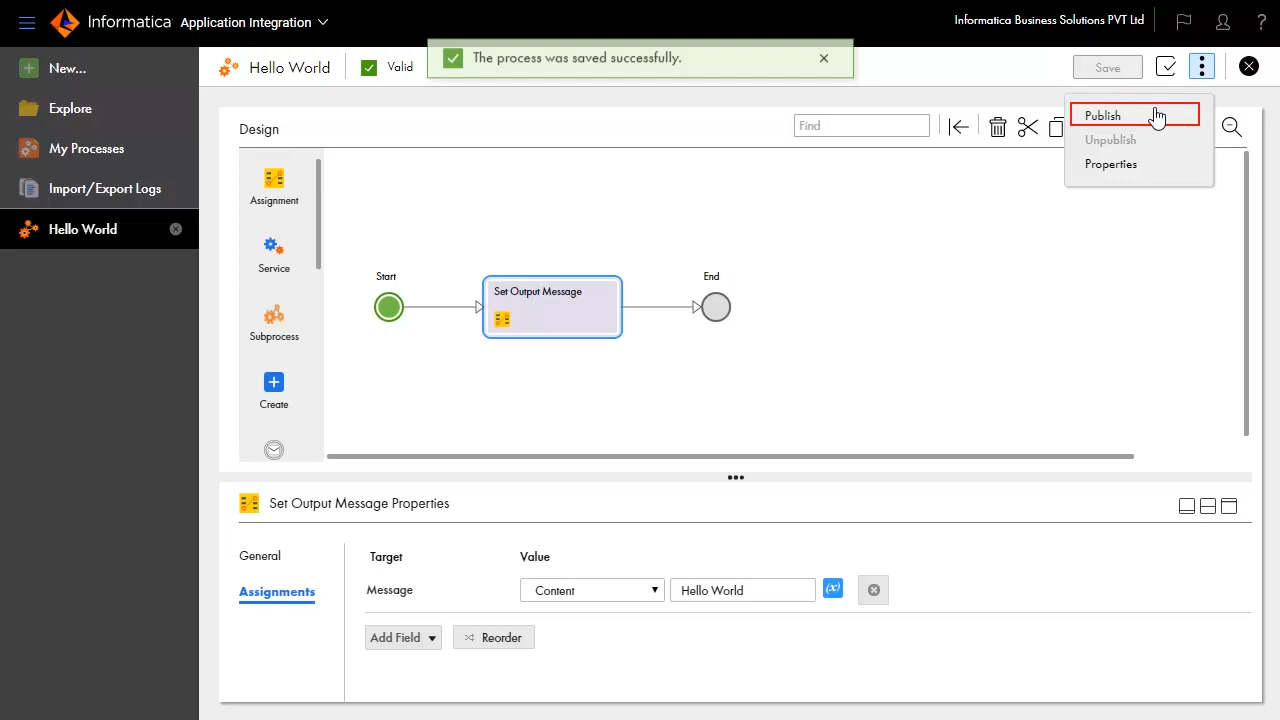 Informatica Application Integration
Informatica Business Solutions PVT Ltd
?
New...
Explore
My Processes
Import/Export Logs
Hello World
Hello World
Valid
The process was saved successfully.
Save
Publish
Unpublish
Properties
Design
Find
Assignment
Service
Subprocess
Create
Start
Set Output Message
End
Set Output Message Properties
General
Assignments
Target Value
Message Content Hello World (x)
Add Field Reorder